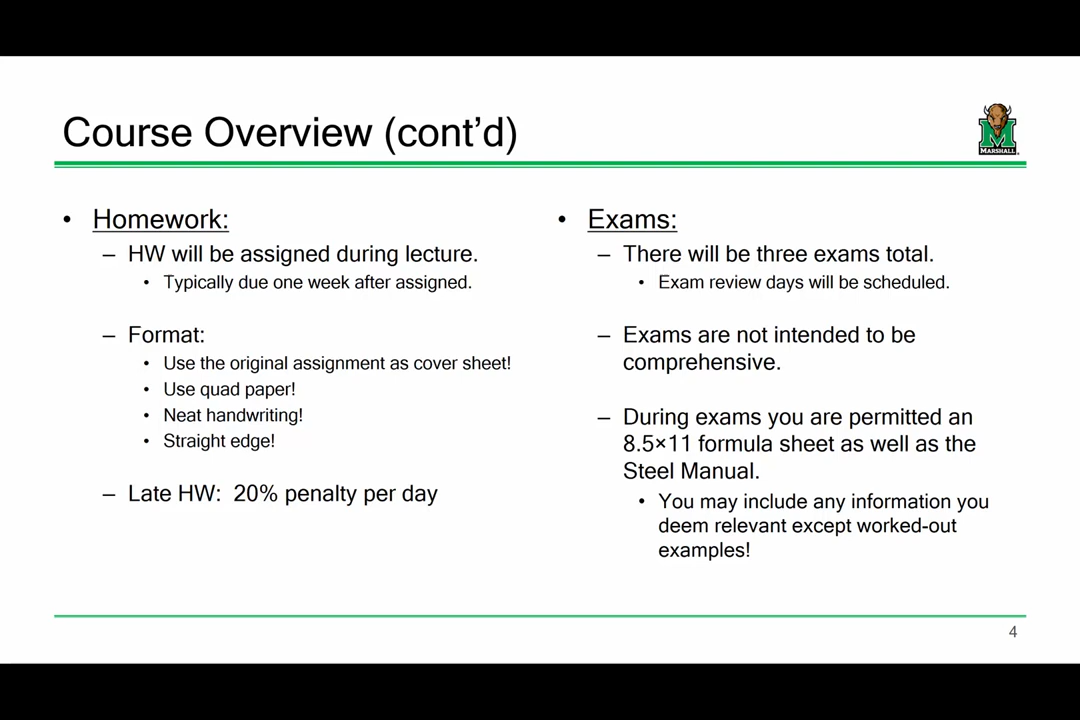 Course Overview (cont’d)
MARSHALL
• Homework:
– HW will be assigned during lecture.
• Typically due one week after assigned.
– Format:
• Use the original assignment as cover sheet!
• Use quad paper!
• Neat handwriting!
• Straight edge!
– Late HW:  20% penalty per day
• Exams:
– There will be three exams total.
• Exam review days will be scheduled.
– Exams are not intended to be
comprehensive.
– During exams you are permitted an
8.5×11 formula sheet as well as the
Steel Manual.
• You may include any information you
deem relevant except worked-out
examples!
4